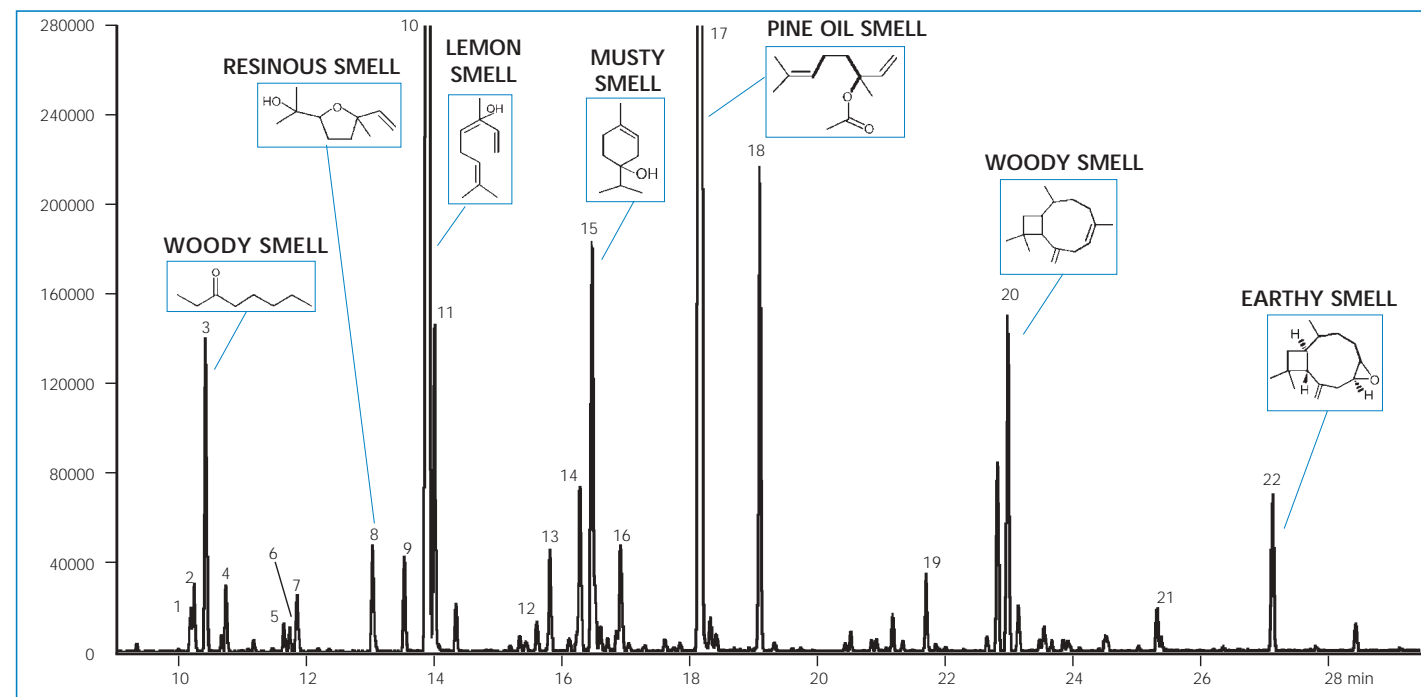 280000
240000
200000
160000
120000
80000
40000
0
10
12
14
16
18
20
22
24
26
28 min
RESINOUS SMELL
HO
O
LEMON
SMELL
OH
MUSTY
SMELL
OH
PINE OIL SMELL
O
O
WOODY SMELL
O
WOODY SMELL
EARTHY SMELL
H
H
O
H
1
2
3
4
5
6
7
8
9
10
11
12
13
14
15
16
17
18
19
20
21
22